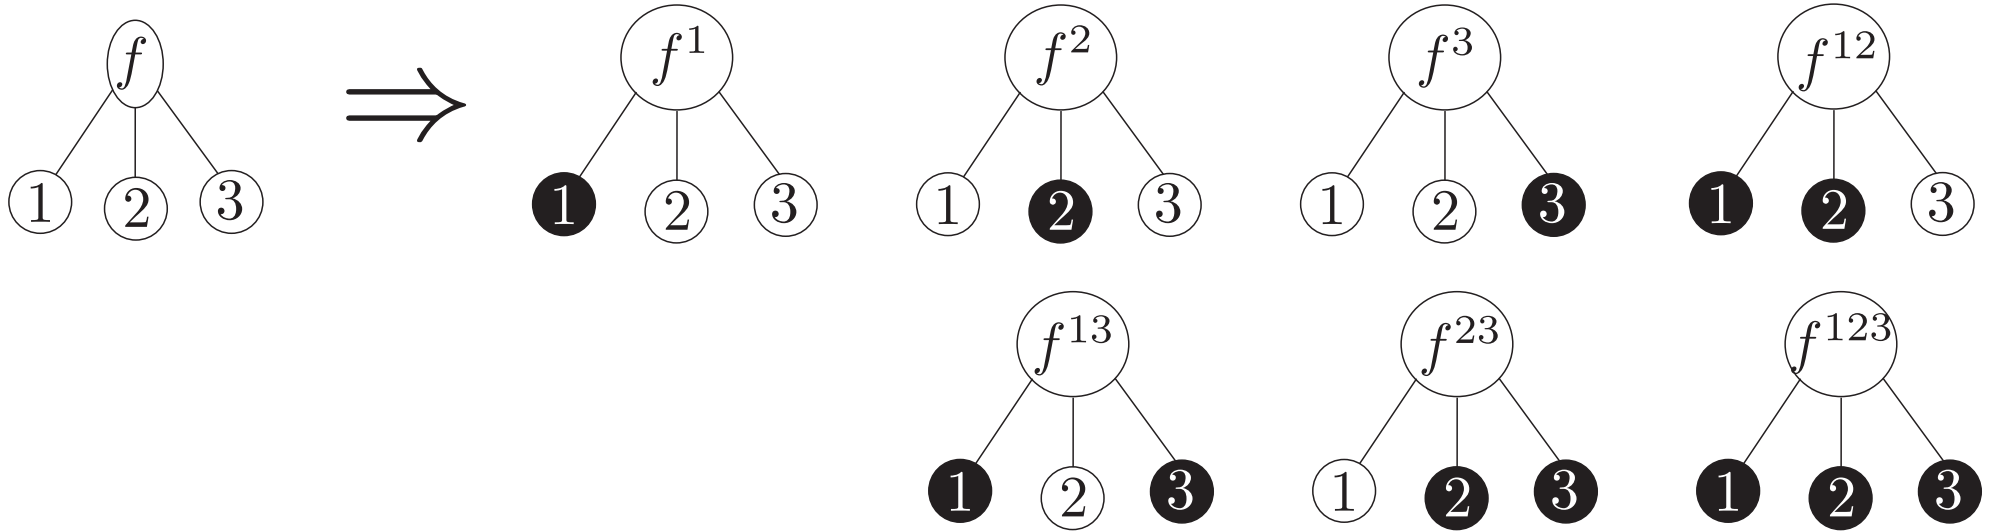 f ⇒ f^1 f^2 f^3 f^12
1 2 3 1 2 3 1 2 3 1 2 3 1 2 3
f^13 f^23 f^123
1 2 3 1 2 3 1 2 3